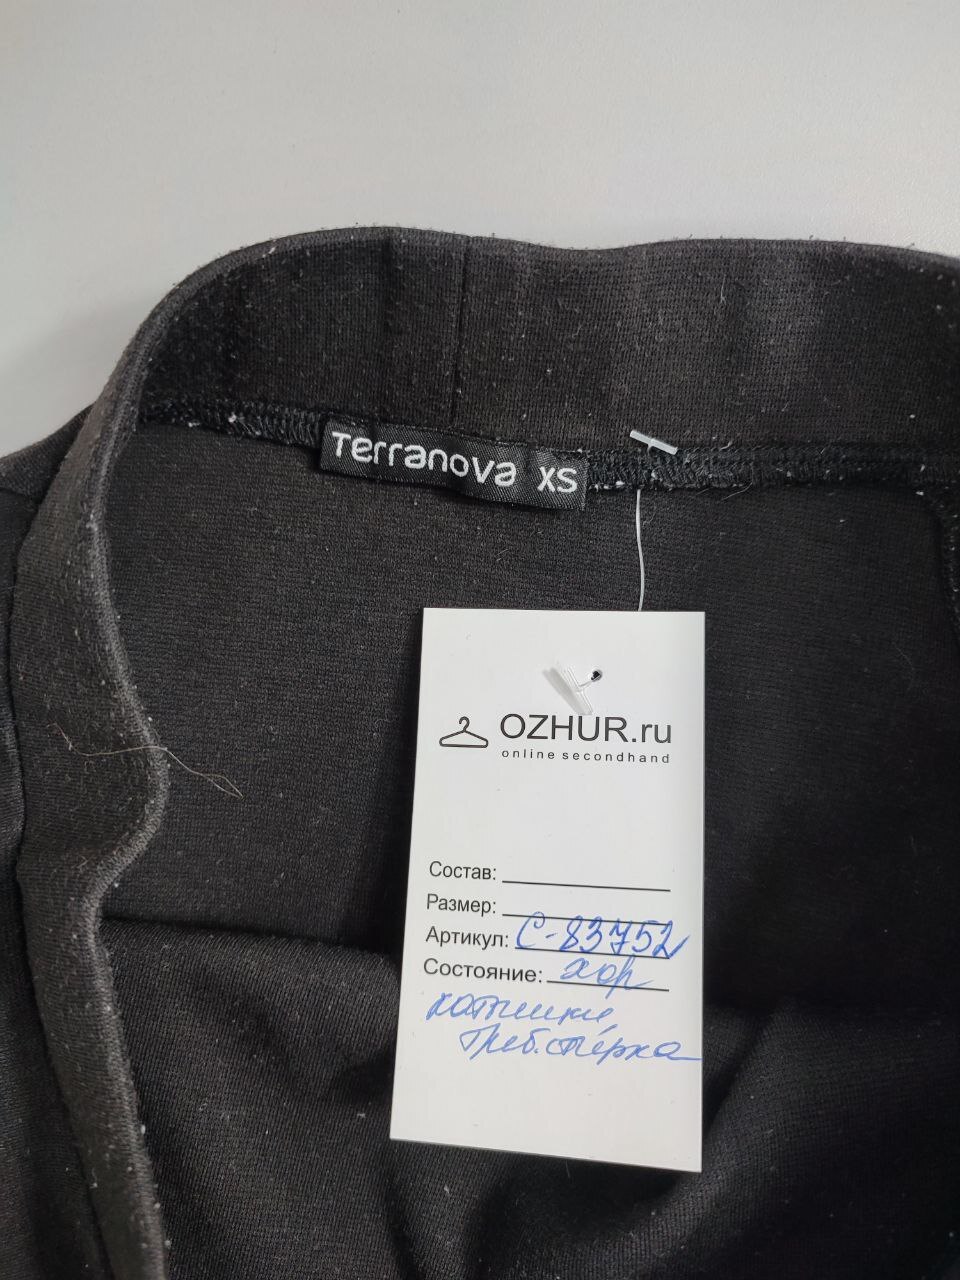 Terranova XS
OZHUR.ru
online secondhand
Состав:
Размер:
Артикул: С-83752
Состояние: хор
катышки,
треб. стирка